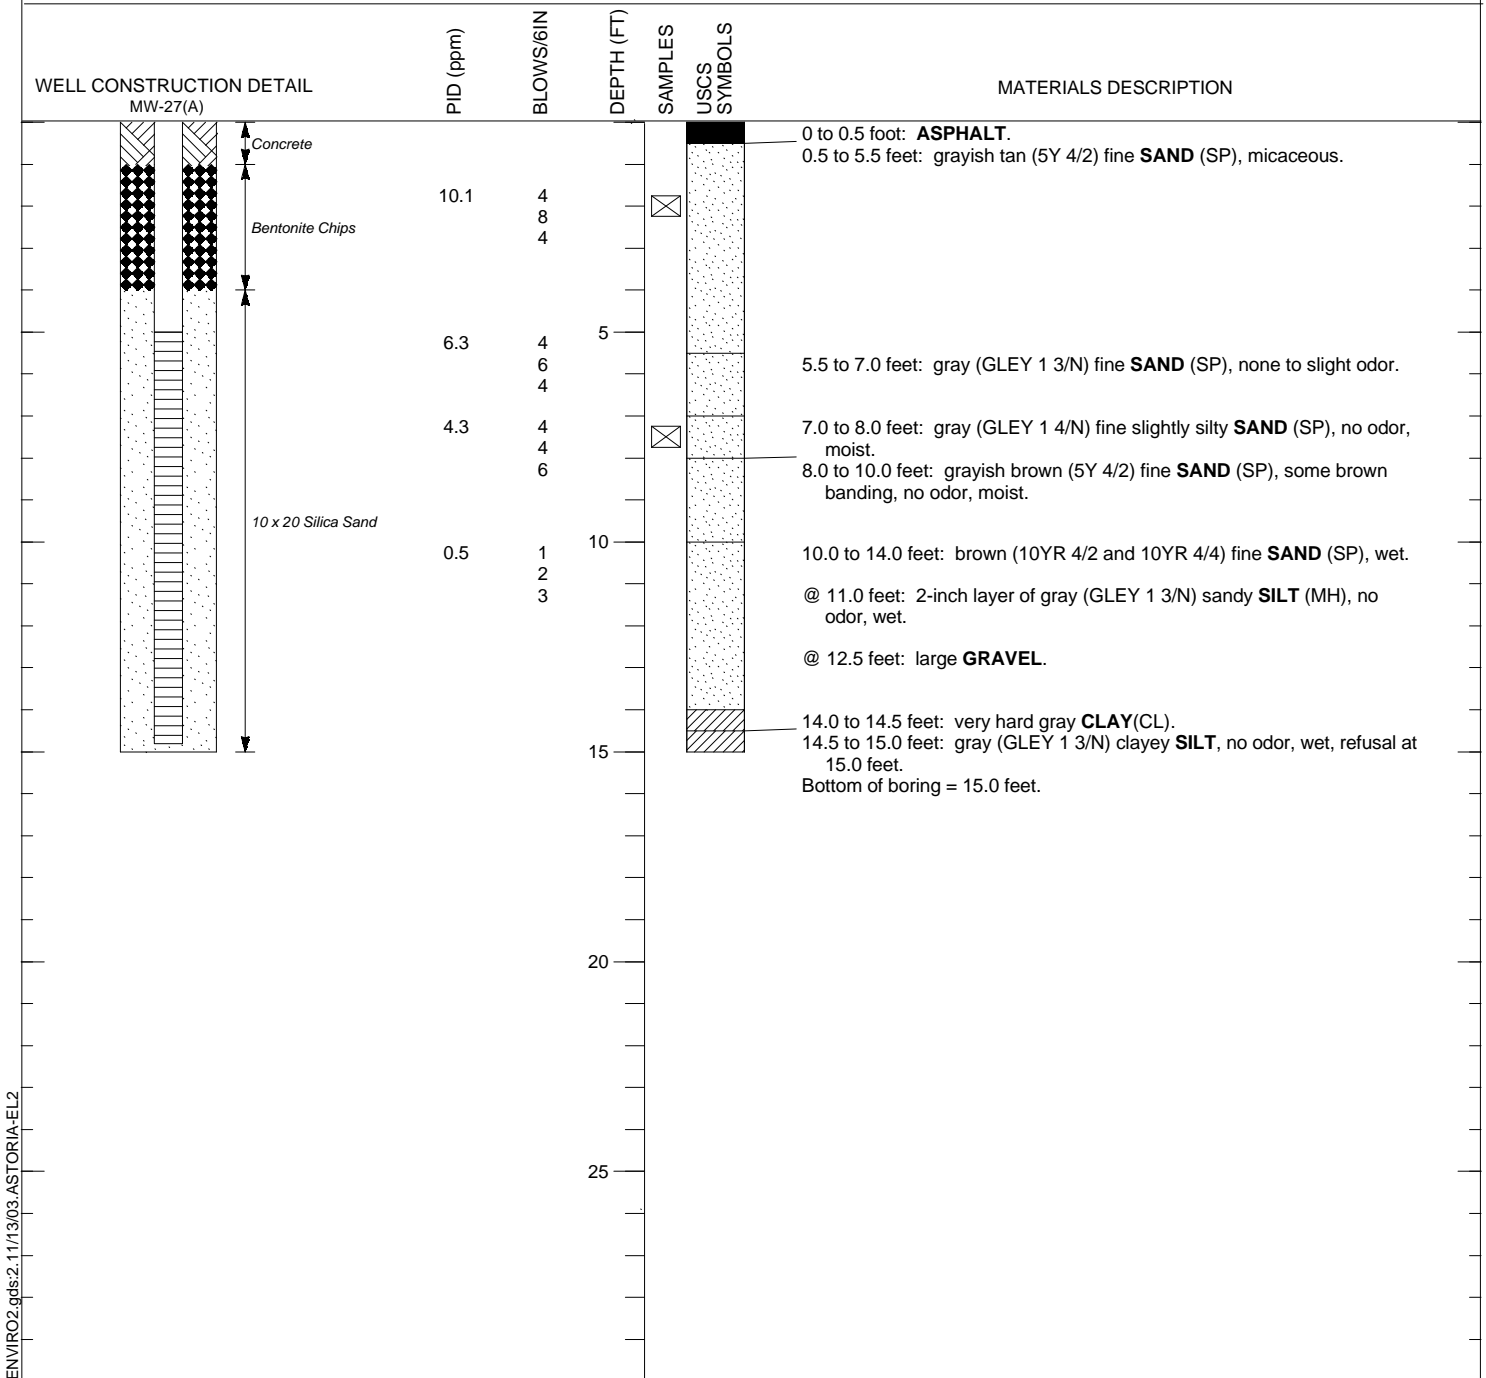 WELL CONSTRUCTION DETAIL
MW-27(A)
PID (ppm)
BLOWS/6IN
DEPTH (FT)
SAMPLES
USCS
SYMBOLS
MATERIALS DESCRIPTION
Concrete
0 to 0.5 foot: ASPHALT.
0.5 to 5.5 feet: grayish tan (5Y 4/2) fine SAND (SP), micaceous.
10.1 4
8
Bentonite Chips
4
5
6.3 4
6
4
5.5 to 7.0 feet: gray (GLEY 1 3/N) fine SAND (SP), none to slight odor.
4.3 4
4
6
7.0 to 8.0 feet: gray (GLEY 1 4/N) fine slightly silty SAND (SP), no odor,
moist.
8.0 to 10.0 feet: grayish brown (5Y 4/2) fine SAND (SP), some brown
banding, no odor, moist.
10 x 20 Silica Sand
10
0.5 1
2
3
10.0 to 14.0 feet: brown (10YR 4/2 and 10YR 4/4) fine SAND (SP), wet.
@ 11.0 feet: 2-inch layer of gray (GLEY 1 3/N) sandy SILT (MH), no
odor, wet.
@ 12.5 feet: large GRAVEL.
14.0 to 14.5 feet: very hard gray CLAY(CL).
14.5 to 15.0 feet: gray (GLEY 1 3/N) clayey SILT, no odor, wet, refusal at
15.0 feet.
15
Bottom of boring = 15.0 feet.
20
25
ENVIRO2.gds:2.11/13/03.ASTORIA-EL2